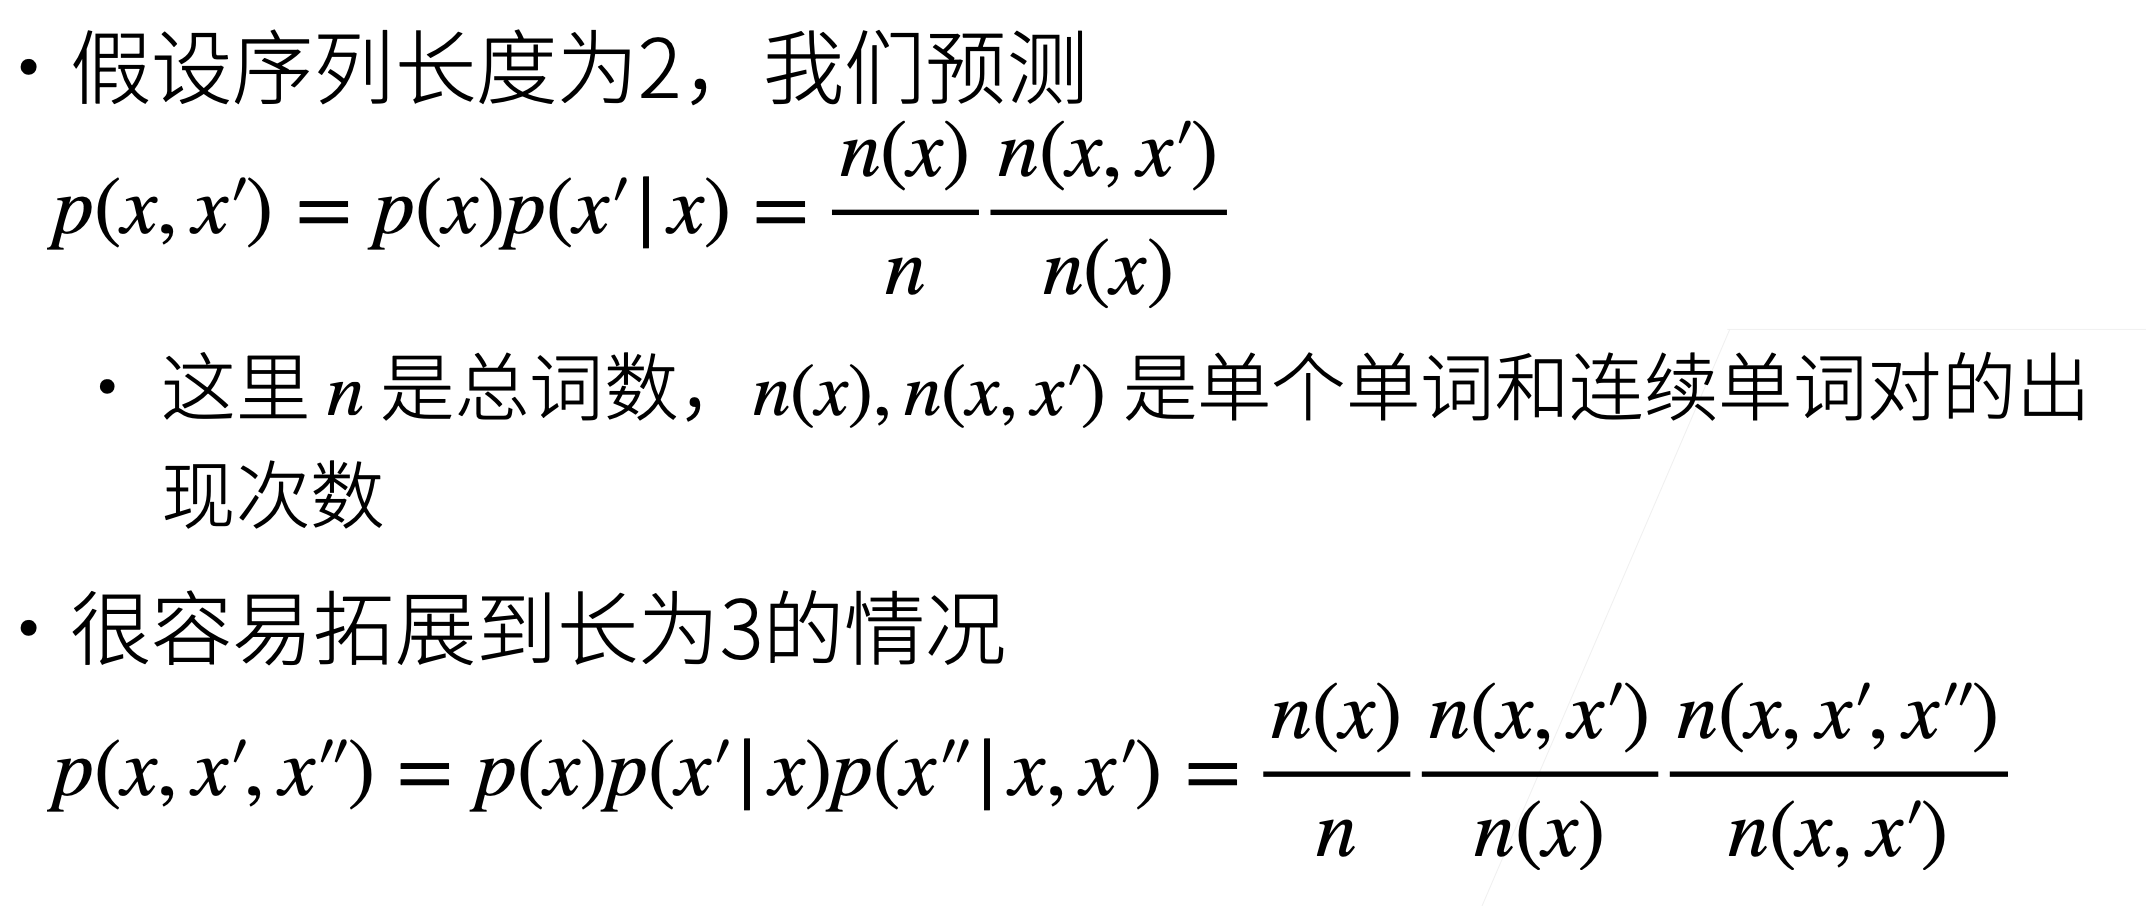 • 假设序列长度为2，我们预测
p(x, x′) = p(x)p(x′|x) = \frac{n(x)}{n} \frac{n(x, x′)}{n(x)}
• 这里 n 是总词数，n(x), n(x, x′) 是单个单词和连续单词对的出
现次数
• 很容易拓展到长为3的情况
p(x, x′, x′′) = p(x)p(x′|x)p(x′′|x, x′) = \frac{n(x)}{n} \frac{n(x, x′)}{n(x)} \frac{n(x, x′, x′′)}{n(x, x′)}